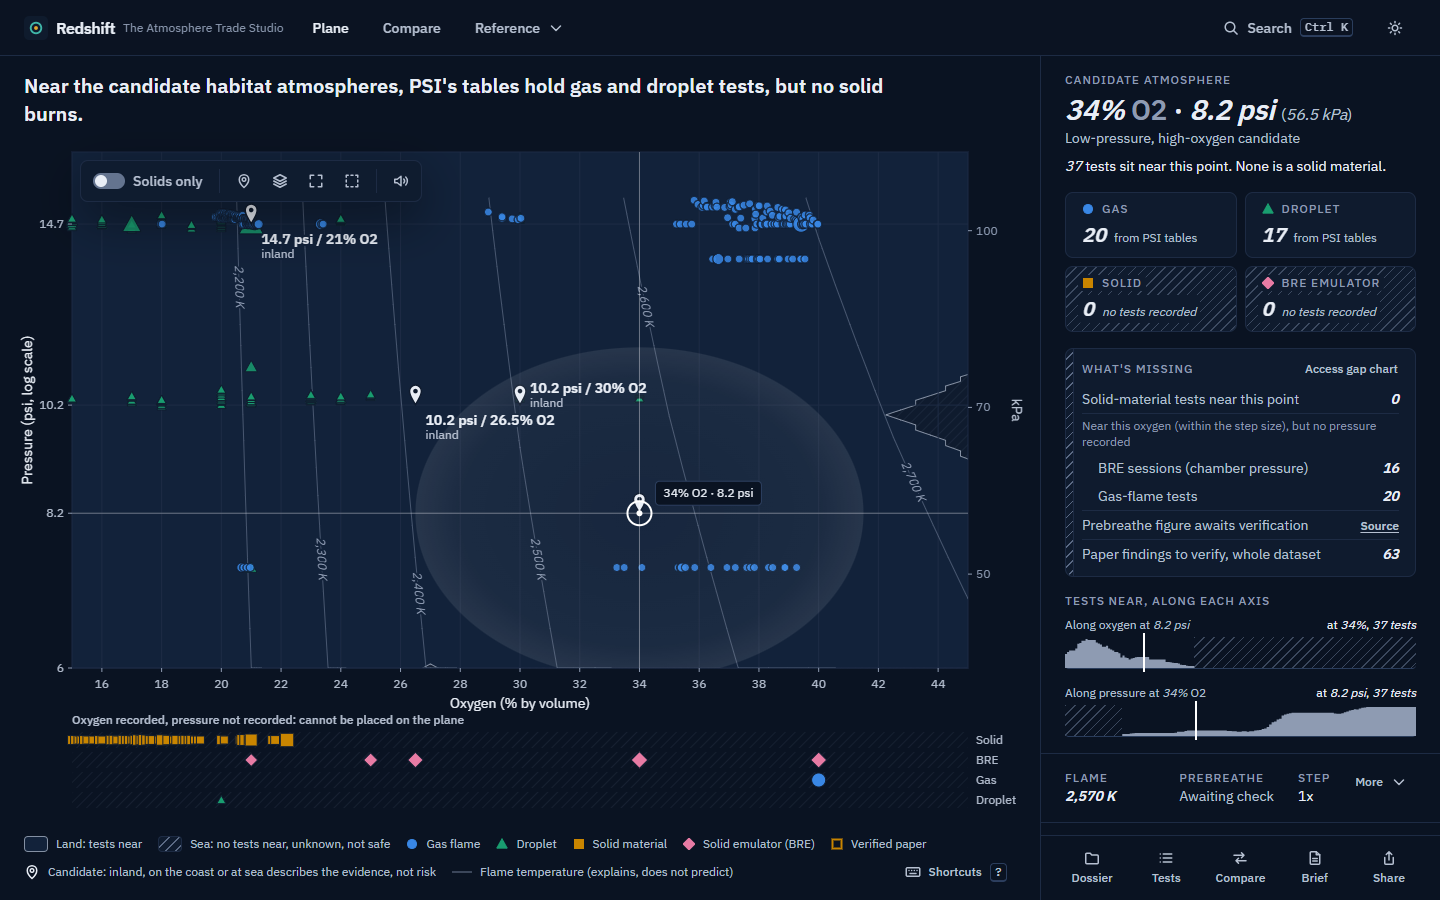 Redshift The Atmosphere Trade Studio Plane Compare Reference Search Ctrl K
Near the candidate habitat atmospheres, PSI's tables hold gas and droplet tests, but no solid
burns.
Solids only
14.7
10.2
8.2
6
Pressure (psi, log scale)
14.7 psi / 21% O2
inland
10.2 psi / 30% O2
inland
10.2 psi / 26.5% O2
inland
34% O2 · 8.2 psi
2,200 K
2,300 K
2,400 K
2,500 K
2,600 K
2,700 K
100
70
50
kPa
16 18 20 22 24 26 28 30 32 34 36 38 40 42 44
Oxygen (% by volume)
Oxygen recorded, pressure not recorded: cannot be placed on the plane
Solid
BRE
Gas
Droplet
Land: tests near Sea: no tests near, unknown, not safe Gas flame Droplet Solid material Solid emulator (BRE) Verified paper
Candidate: inland, on the coast or at sea describes the evidence, not risk Flame temperature (explains, does not predict) Shortcuts ?
CANDIDATE ATMOSPHERE
34% O2 · 8.2 psi (56.5 kPa)
Low-pressure, high-oxygen candidate
37 tests sit near this point. None is a solid material.
GAS
20 from PSI tables
DROPLET
17 from PSI tables
SOLID
0 no tests recorded
BRE EMULATOR
0 no tests recorded
WHAT'S MISSING Access gap chart
Solid-material tests near this point 0
Near this oxygen (within the step size), but no pressure
recorded
BRE sessions (chamber pressure) 16
Gas-flame tests 20
Prebreathe figure awaits verification Source
Paper findings to verify, whole dataset 63
TESTS NEAR, ALONG EACH AXIS
Along oxygen at 8.2 psi at 34%, 37 tests
Along pressure at 34% O2 at 8.2 psi, 37 tests
FLAME PREBREATHE STEP More
2,570 K Awaiting check 1x
Dossier Tests Compare Brief Share